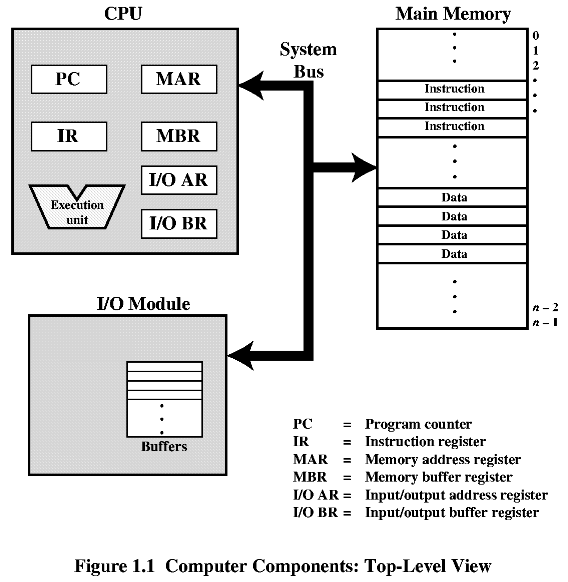 CPU
Main Memory
System
Bus
PC
MAR
IR
MBR
I/O AR
Execution
unit
I/O BR
0
1
2
Instruction
Instruction
Instruction
Data
Data
Data
Data
n – 2
n – 1
I/O Module
Buffers
PC = Program counter
IR = Instruction register
MAR = Memory address register
MBR = Memory buffer register
I/O AR = Input/output address register
I/O BR = Input/output buffer register
Figure 1.1 Computer Components: Top-Level View